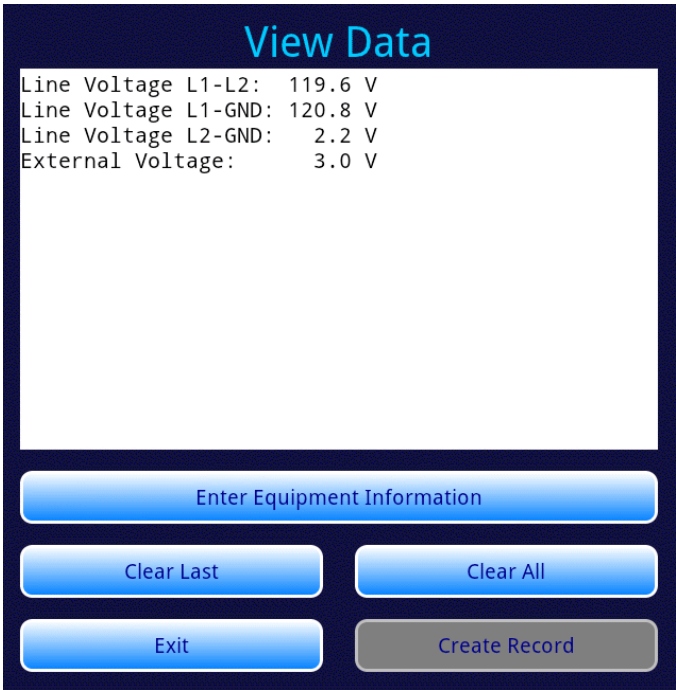 View Data
Line Voltage L1-L2:  119.6 V
Line Voltage L1-GND: 120.8 V
Line Voltage L2-GND:   2.2 V
External Voltage:      3.0 V
Enter Equipment Information
Clear Last
Clear All
Exit
Create Record